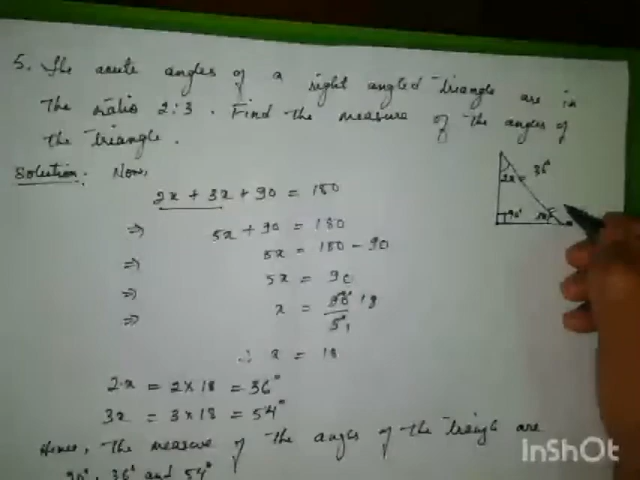 5. The acute angles of a right angled triangle are in
the ratio 2:3. Find the measure of the angles of
the triangle.
Solution: Now,
2x + 3x + 90 = 180
⇒ 5x + 90 = 180
⇒ 5x = 180 - 90
⇒ 5x = 90
⇒ x = 90/5 18 1
∴ x = 18
2x = 2 × 18 = 36°
3x = 3 × 18 = 54°
Hence, the measure of the angles of the triangle are
90°, 36° and 54°
2x = 36°
90°
InShOt